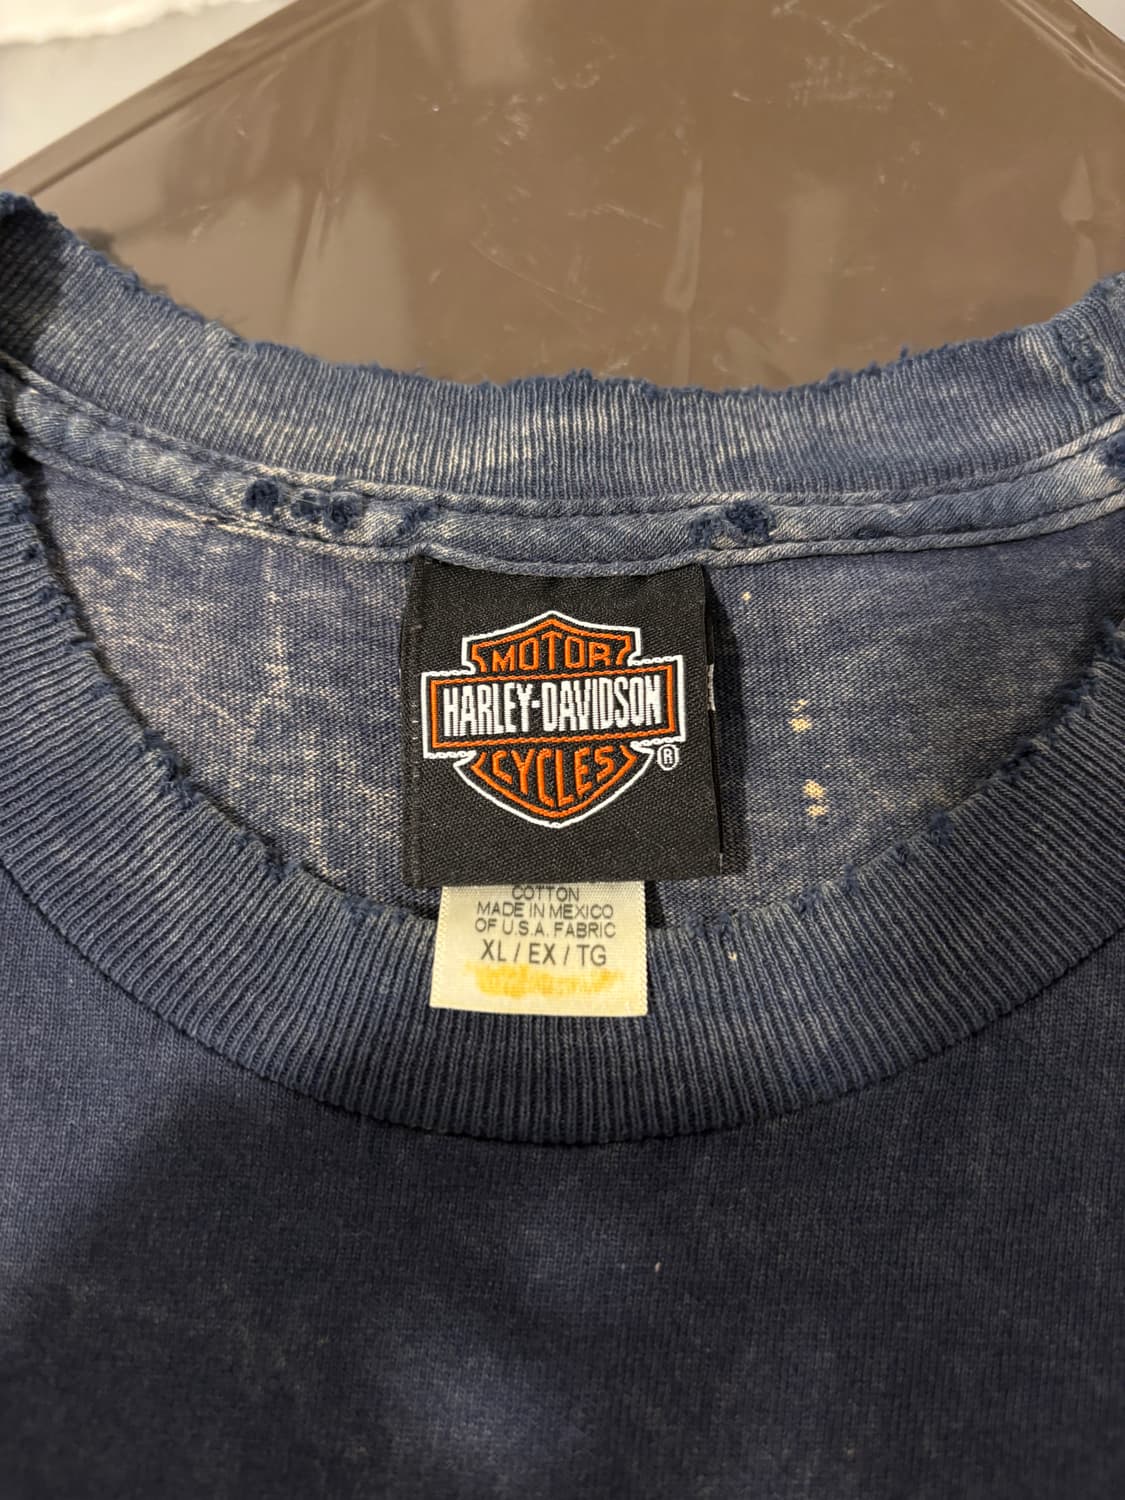 MOTOR
HARLEY-DAVIDSON
CYCLES
®
COTTON
MADE IN MEXICO
OF U.S.A. FABRIC
XL / EX / TG